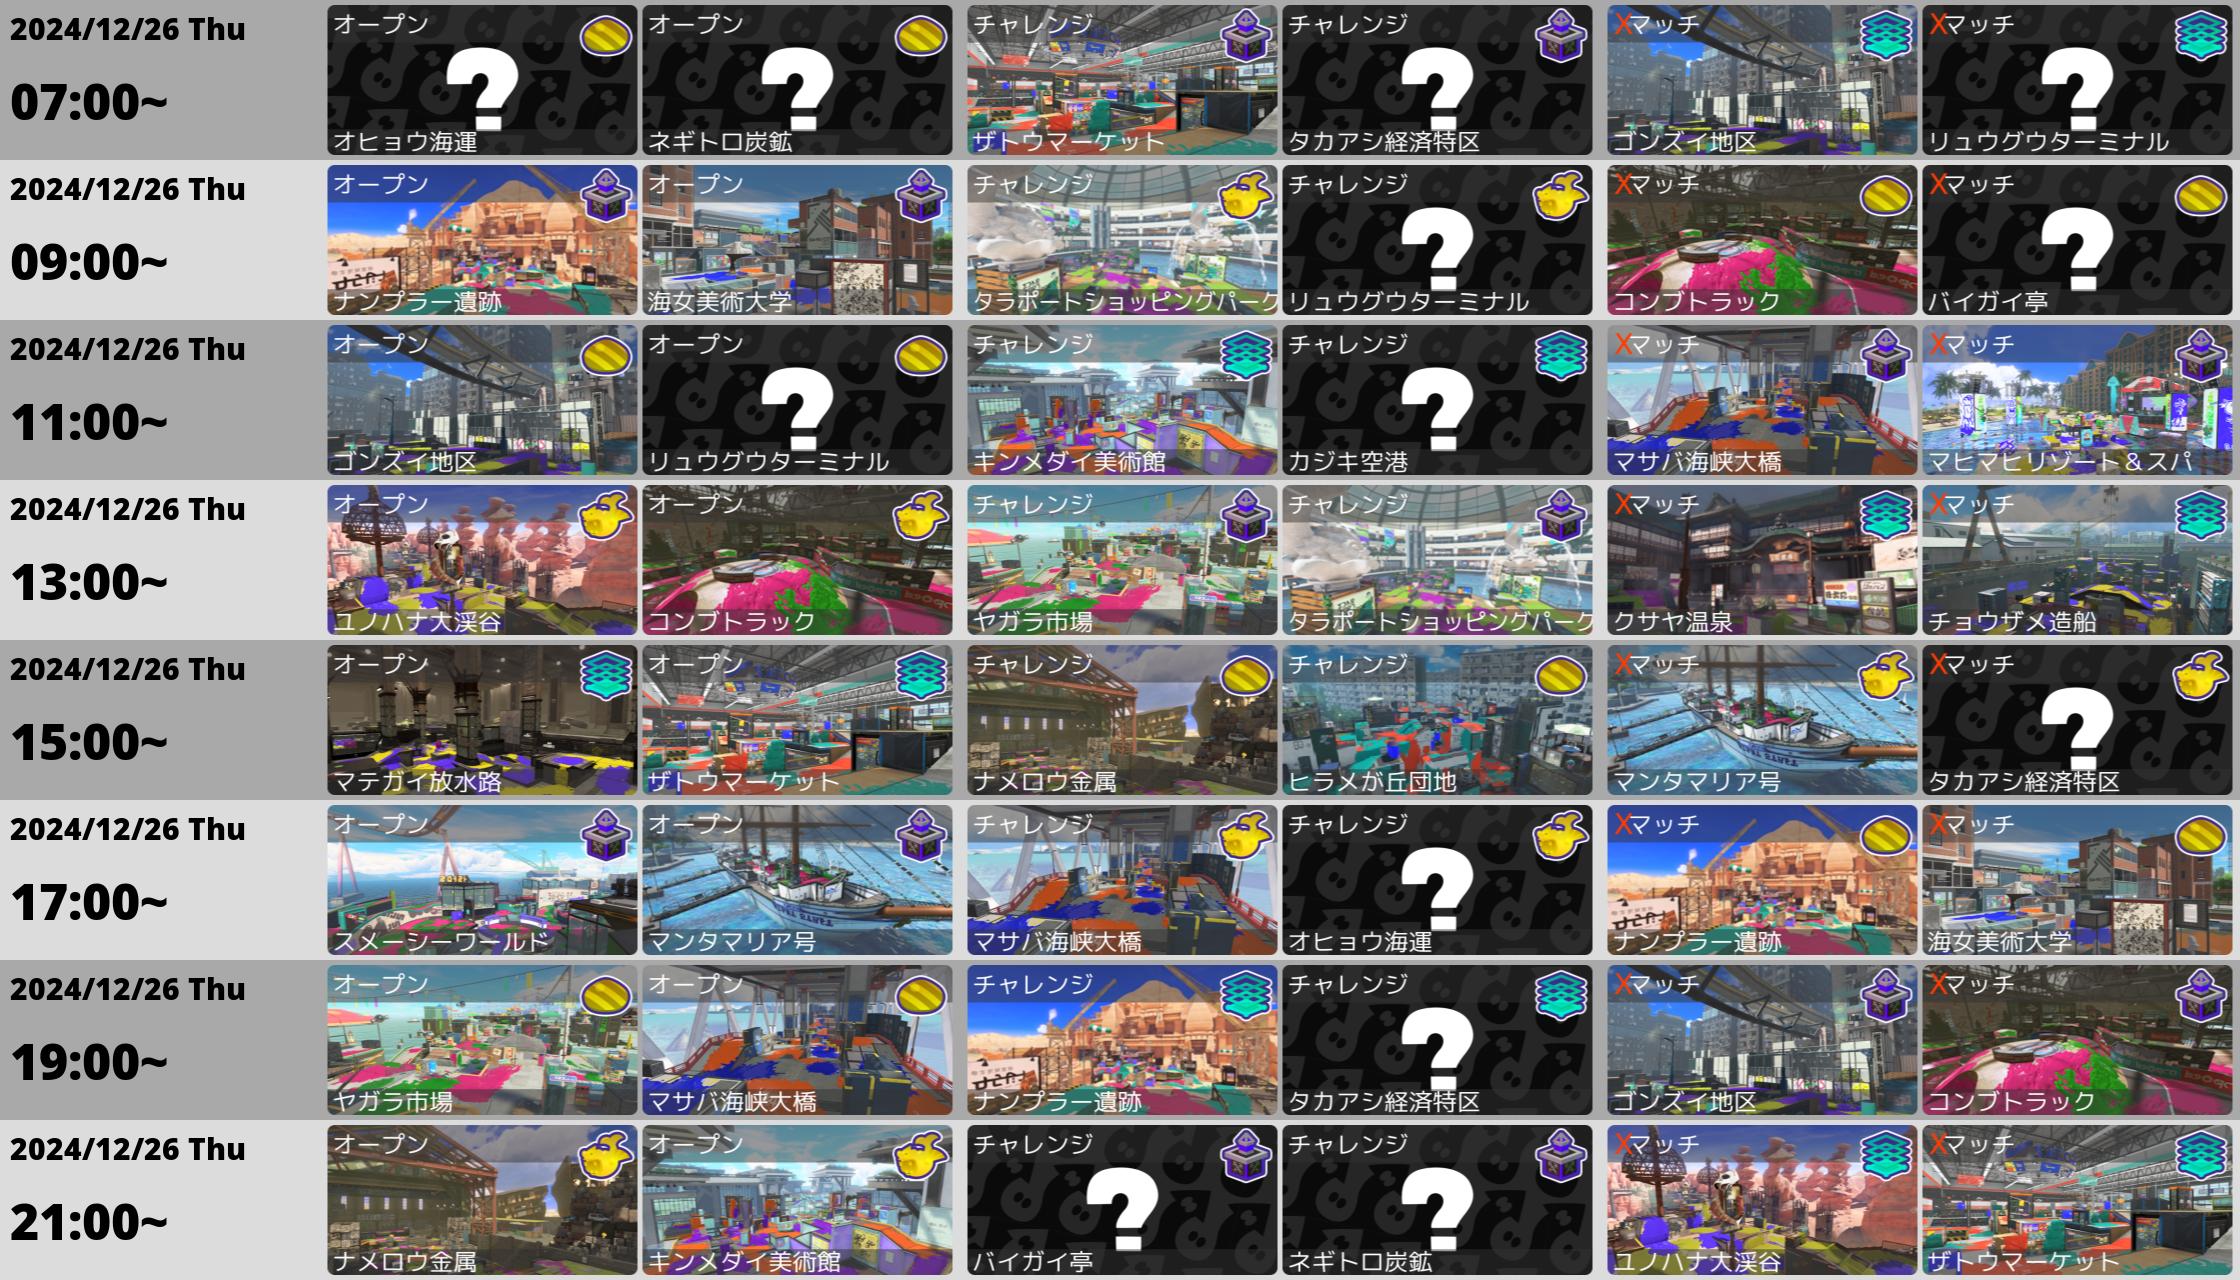 2024/12/26 Thu
07:00~
オープン
オヒョウ海運
オープン
ネギトロ炭鉱
チャレンジ
ザトウマーケット
チャレンジ
タカアシ経済特区
Xマッチ
ゴンズイ地区
Xマッチ
リュウグウターミナル
2024/12/26 Thu
09:00~
オープン
ナンプラー遺跡
オープン
海女美術大学
チャレンジ
タラポートショッピングパーク
チャレンジ
リュウグウターミナル
Xマッチ
コンブトラック
Xマッチ
バイガイ亭
2024/12/26 Thu
11:00~
オープン
ゴンズイ地区
オープン
リュウグウターミナル
チャレンジ
キンメダイ美術館
チャレンジ
カジキ空港
Xマッチ
マサバ海峡大橋
Xマッチ
マヒマヒリゾート&スパ
2024/12/26 Thu
13:00~
オープン
ユノハナ大渓谷
オープン
コンブトラック
チャレンジ
ヤガラ市場
チャレンジ
タラポートショッピングパーク
Xマッチ
クサヤ温泉
Xマッチ
チョウザメ造船
2024/12/26 Thu
15:00~
オープン
マテガイ放水路
オープン
ザトウマーケット
チャレンジ
ナメロウ金属
チャレンジ
ヒラメが丘団地
Xマッチ
マンタマリア号
Xマッチ
タカアシ経済特区
2024/12/26 Thu
17:00~
オープン
スメーシーワールド
オープン
マンタマリア号
チャレンジ
マサバ海峡大橋
チャレンジ
オヒョウ海運
Xマッチ
ナンプラー遺跡
Xマッチ
海女美術大学
2024/12/26 Thu
19:00~
オープン
ヤガラ市場
オープン
マサバ海峡大橋
チャレンジ
ナンプラー遺跡
チャレンジ
タカアシ経済特区
Xマッチ
ゴンズイ地区
Xマッチ
コンブトラック
2024/12/26 Thu
21:00~
オープン
ナメロウ金属
オープン
キンメダイ美術館
チャレンジ
バイガイ亭
チャレンジ
ネギトロ炭鉱
Xマッチ
ユノハナ大渓谷
Xマッチ
ザトウマーケット